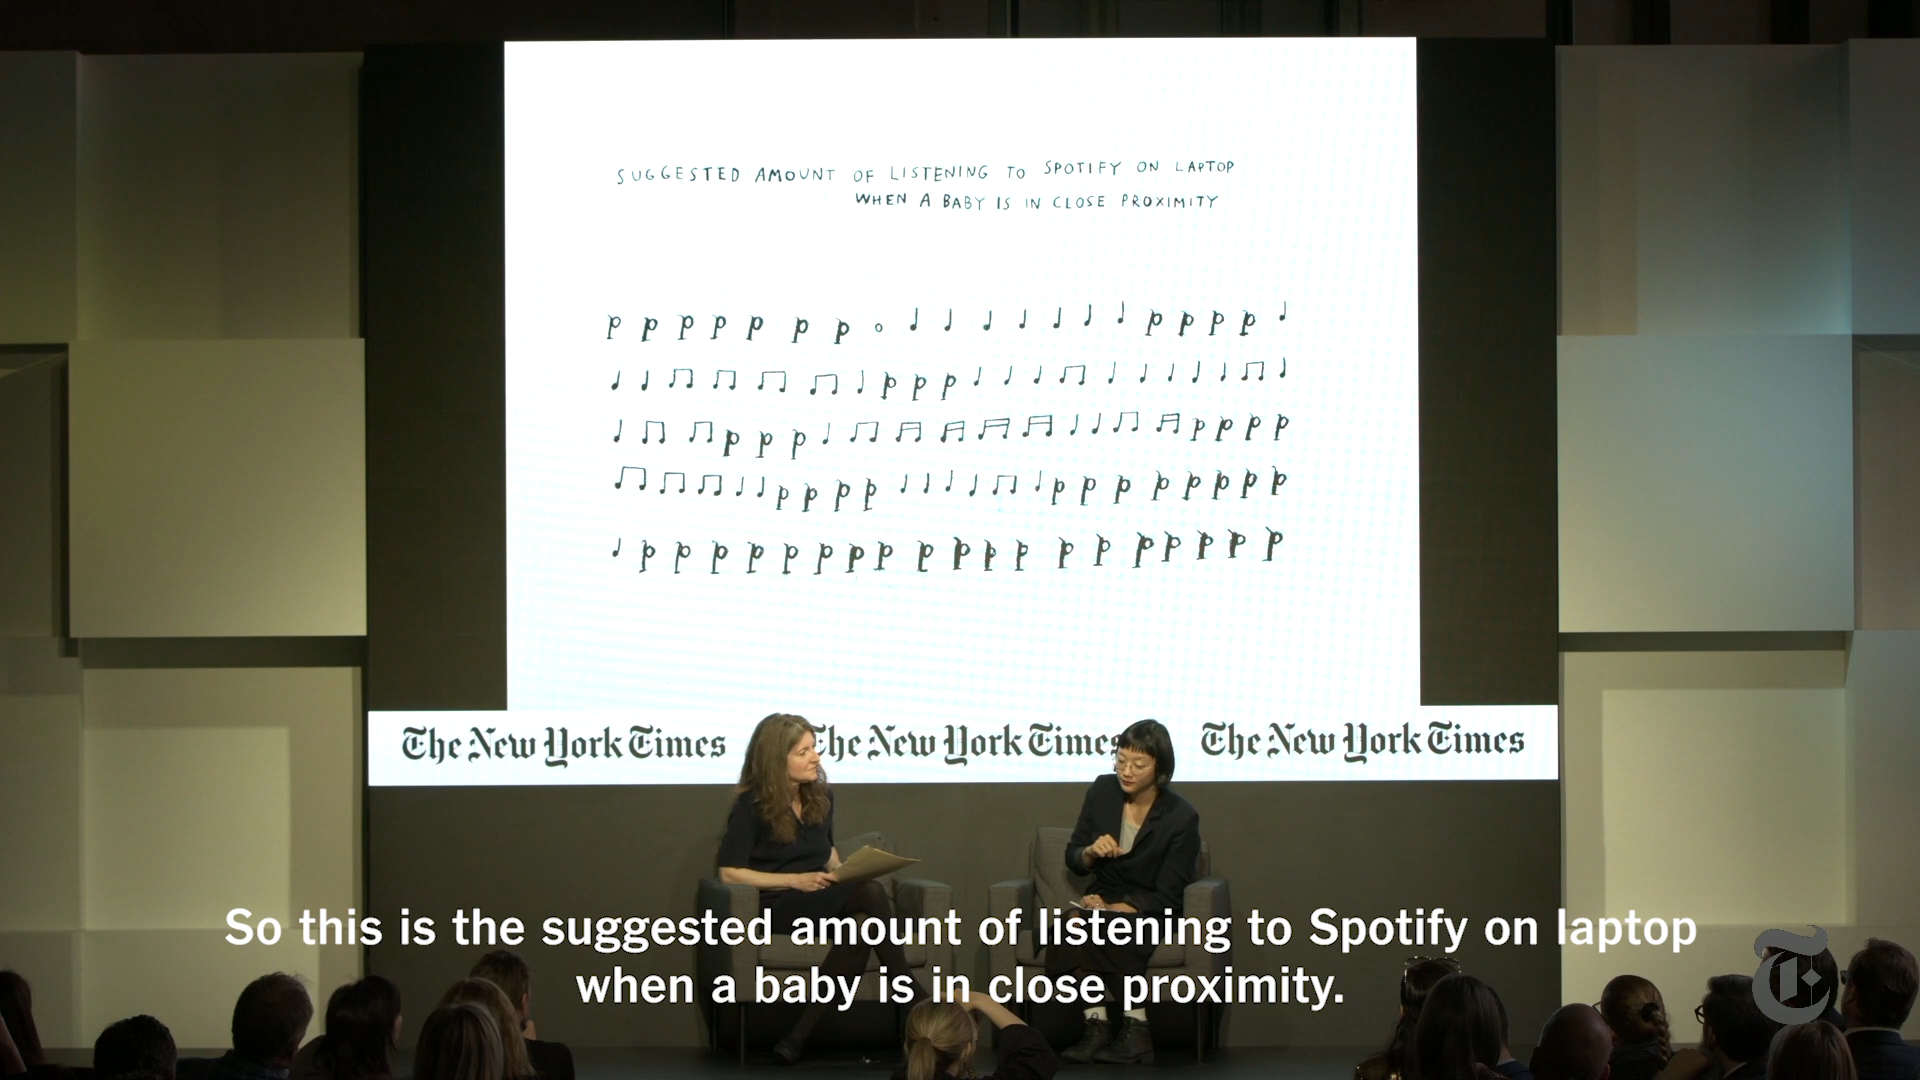 SUGGESTED AMOUNT OF LISTENING TO SPOTIFY ON LAPTOP
WHEN A BABY IS IN CLOSE PROXIMITY
p p p p p p p p p p p
p p p
p p p p p p p
p p p p p p p p p p p p
p p p p p p p p p p p p p p p p p p p
The New York Times The New York Times The New York Times
So this is the suggested amount of listening to Spotify on laptop
when a baby is in close proximity.
T